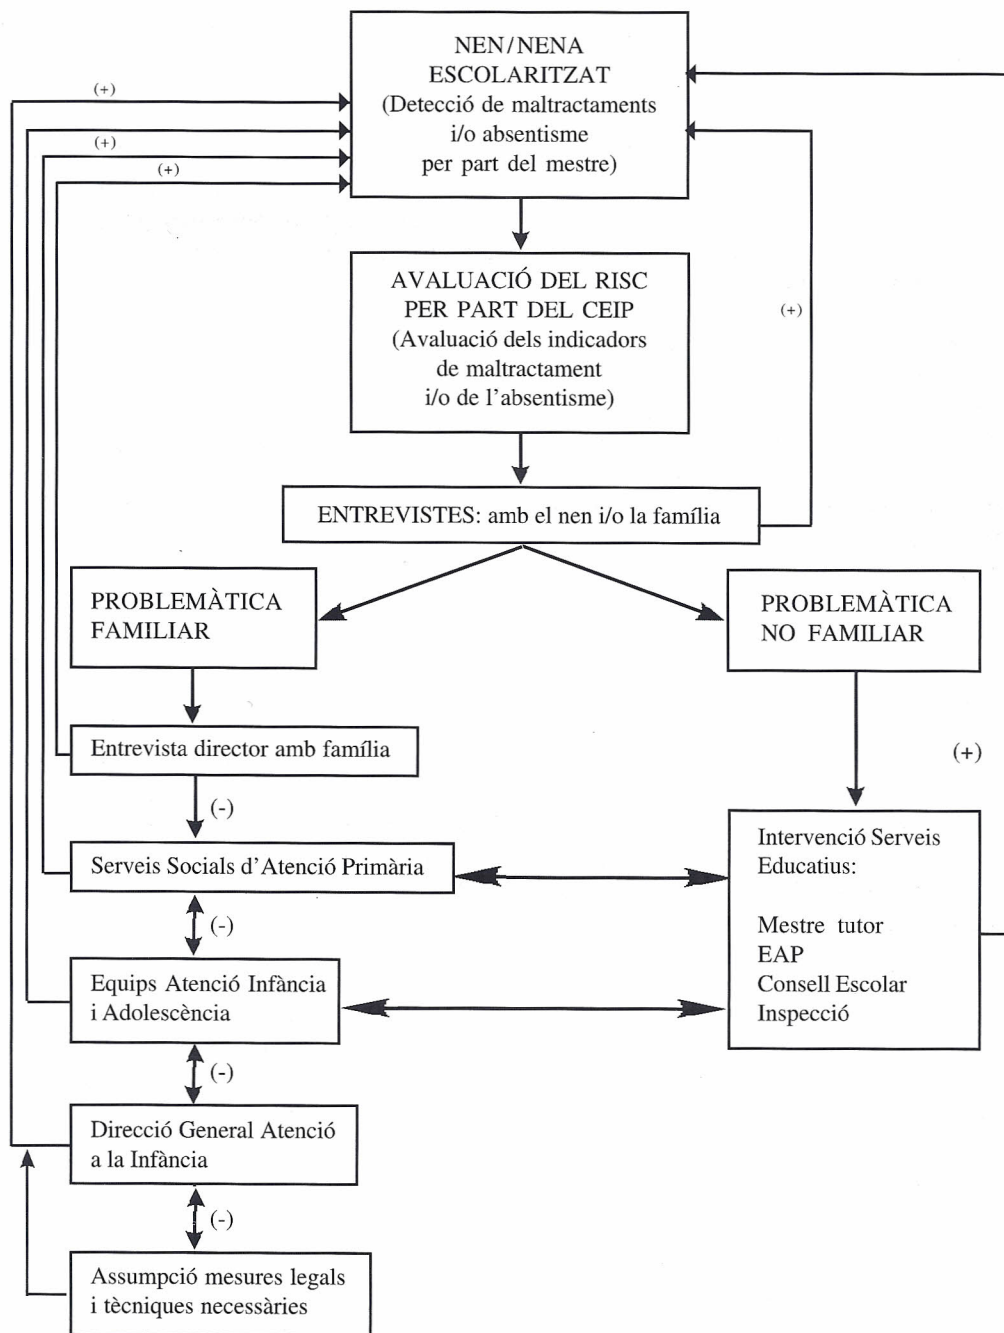 NEN/NENA
ESCOLARITZAT
(Detecció de maltractaments
i/o absentisme
per part del mestre)
(+)
(+)
(+)
AVALUACIÓ DEL RISC
PER PART DEL CEIP
(Avaluació dels indicadors
de maltractament
i/o de l'absentisme)
(+)
ENTREVISTES: amb el nen i/o la família
PROBLEMÀTICA
FAMILIAR
PROBLEMÀTICA
NO FAMILIAR
Entrevista director amb família
(+)
(-)
Serveis Socials d'Atenció Primària
Intervenció Serveis
Educatius:
Mestre tutor
EAP
Consell Escolar
Inspecció
(-)
Equips Atenció Infància
i Adolescència
(-)
Direcció General Atenció
a la Infància
(-)
Assumpció mesures legals
i tècniques necessàries